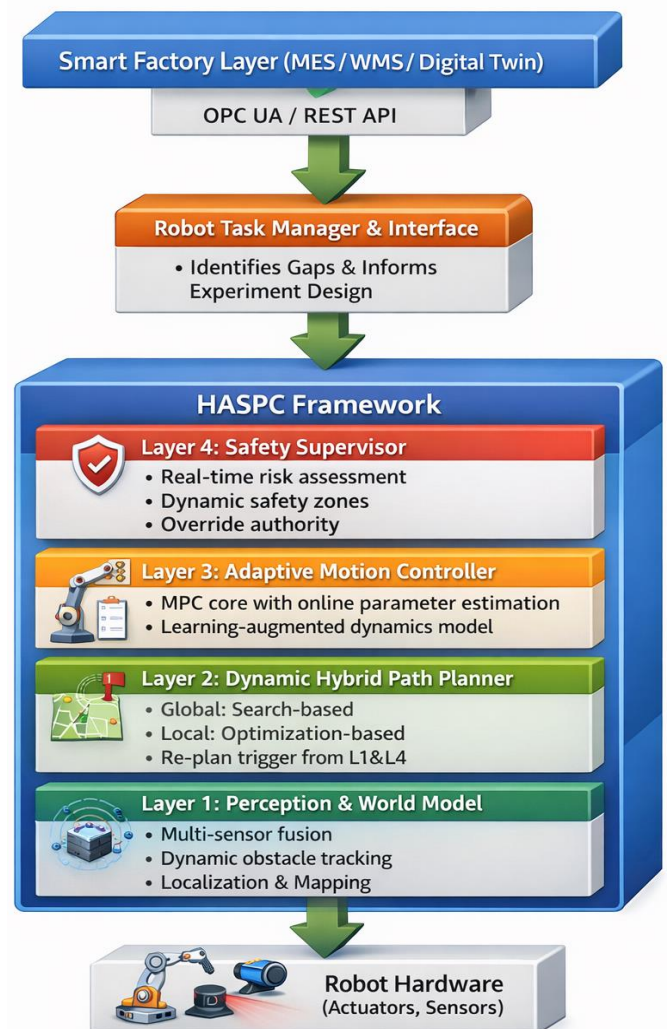 Smart Factory Layer (MES/WMS/Digital Twin)
OPC UA / REST API
Robot Task Manager & Interface
• Identifies Gaps & Informs
Experiment Design
HASPC Framework
Layer 4: Safety Supervisor
• Real-time risk assessment
• Dynamic safety zones
• Override authority
Layer 3: Adaptive Motion Controller
• MPC core with online parameter estimation
• Learning-augmented dynamics model
Layer 2: Dynamic Hybrid Path Planner
• Global: Search-based
• Local: Optimization-based
• Re-plan trigger from L1&L4
Layer 1: Perception & World Model
• Multi-sensor fusion
• Dynamic obstacle tracking
• Localization & Mapping
Robot Hardware
(Actuators, Sensors)